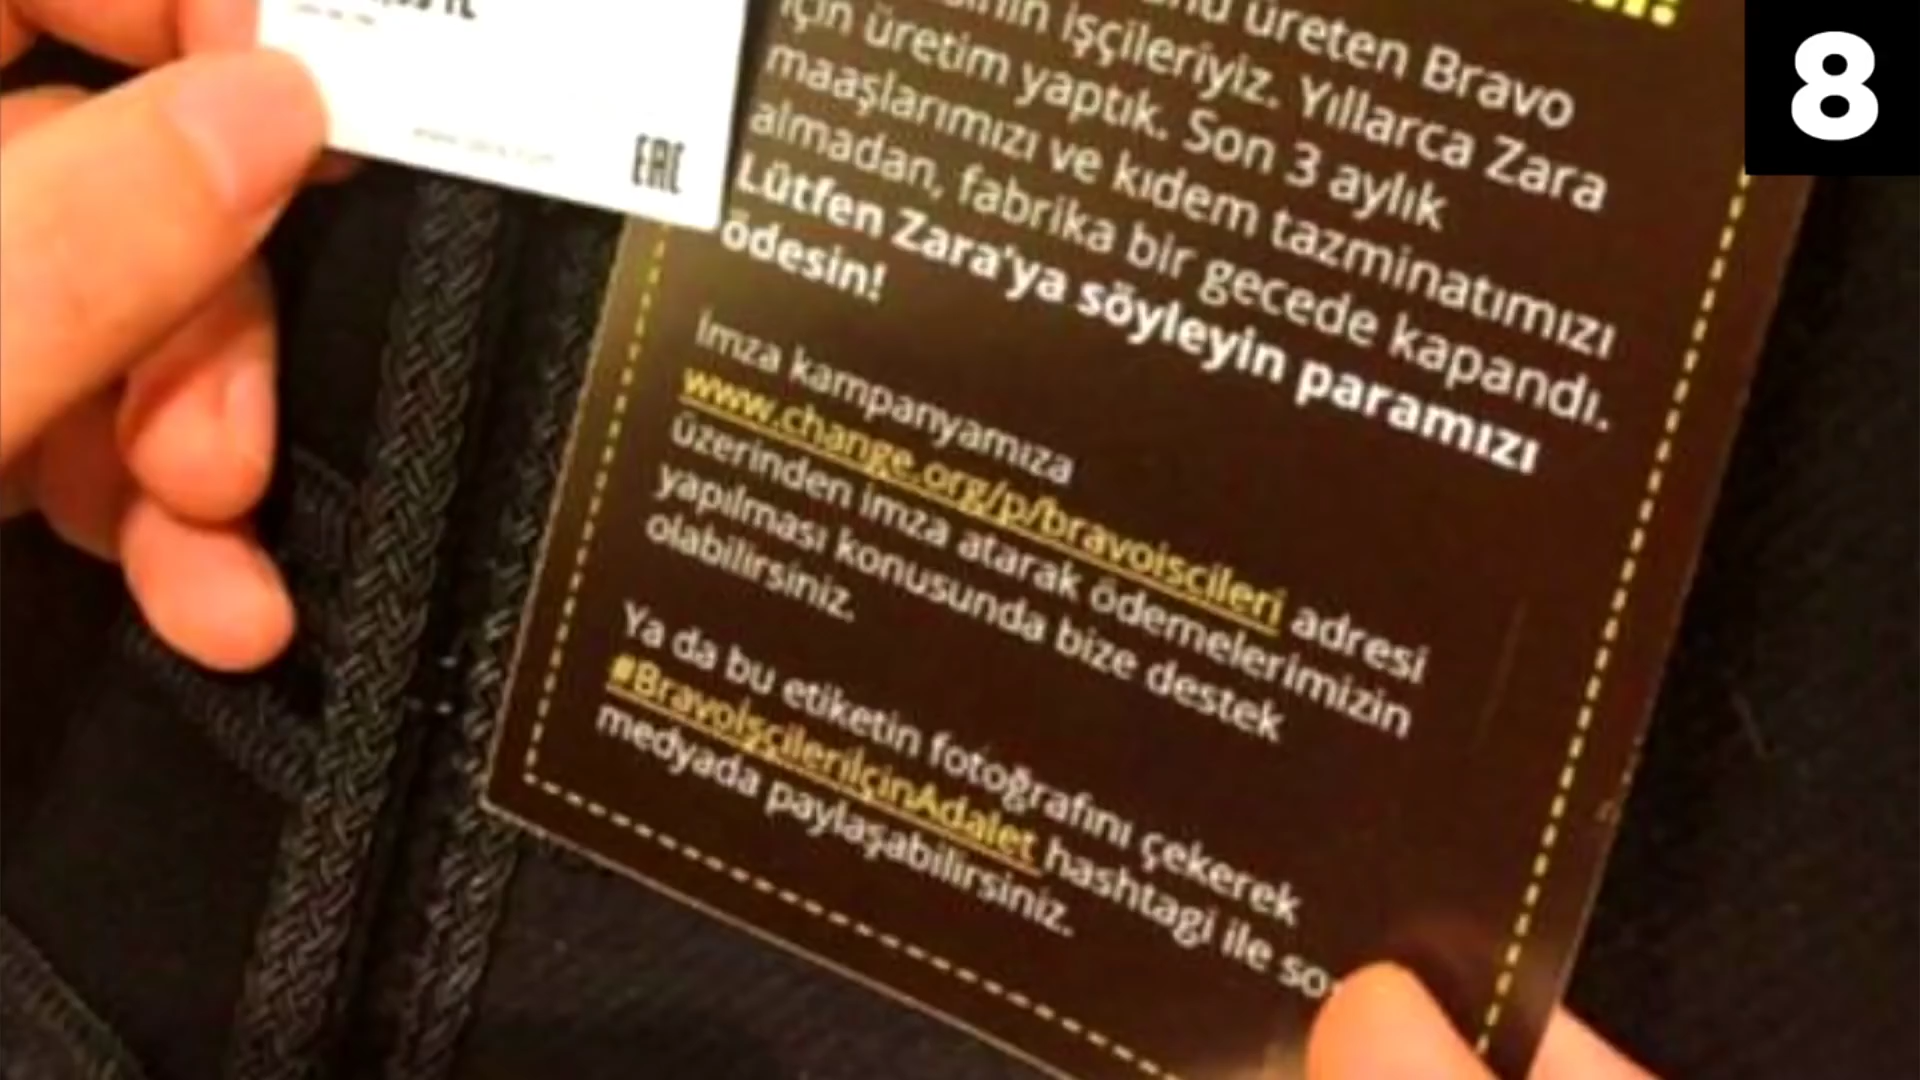 8
üreten Bravo
işçileriyiz. Yıllarca Zara
için üretim yaptık. Son 3 aylık
maaşlarımızı ve kıdem tazminatımızı
almadan, fabrika bir gecede kapandı.
Lütfen Zara'ya söyleyin paramızı
ödesin!
İmza kampanyamıza
www.change.org/p/bravoiscileri adresi
üzerinden imza atarak ödemelerimizin
yapılması konusunda bize destek
olabilirsiniz.
Ya da bu etiketin fotoğrafını çekerek
#BravoİşçileriİçinAdalet hashtagi ile so
medyada paylaşabilirsiniz.
EAC